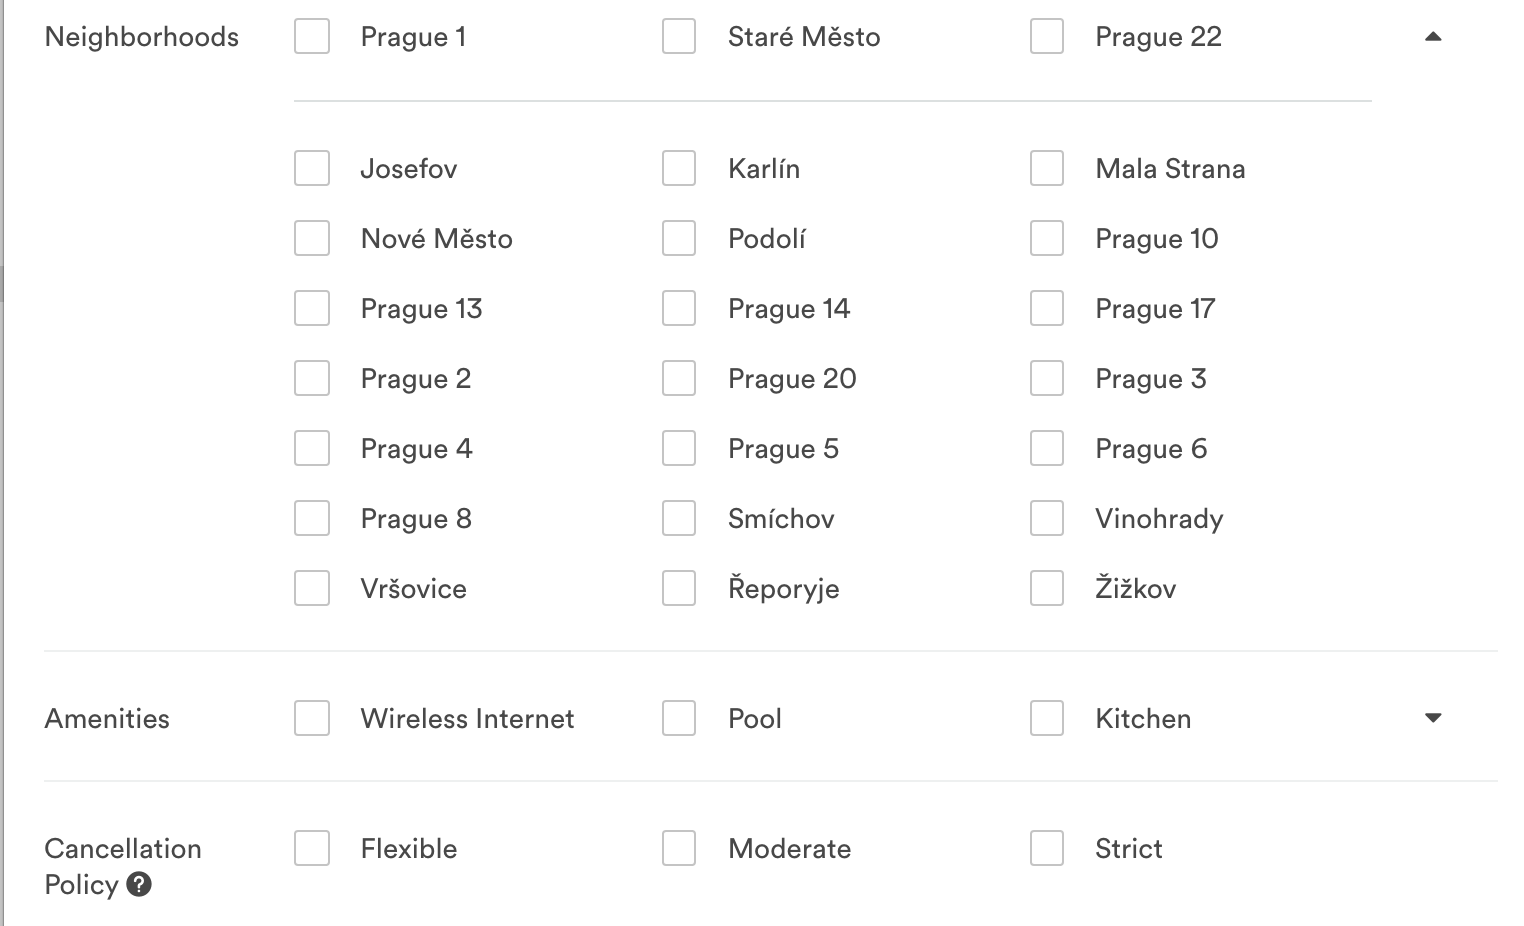 Neighborhoods Prague 1 Staré Město Prague 22
Josefov Karlín Mala Strana
Nové Město Podolí Prague 10
Prague 13 Prague 14 Prague 17
Prague 2 Prague 20 Prague 3
Prague 4 Prague 5 Prague 6
Prague 8 Smíchov Vinohrady
Vršovice Řeporyje Žižkov
Amenities Wireless Internet Pool Kitchen
Cancellation Flexible Moderate Strict
Policy ?